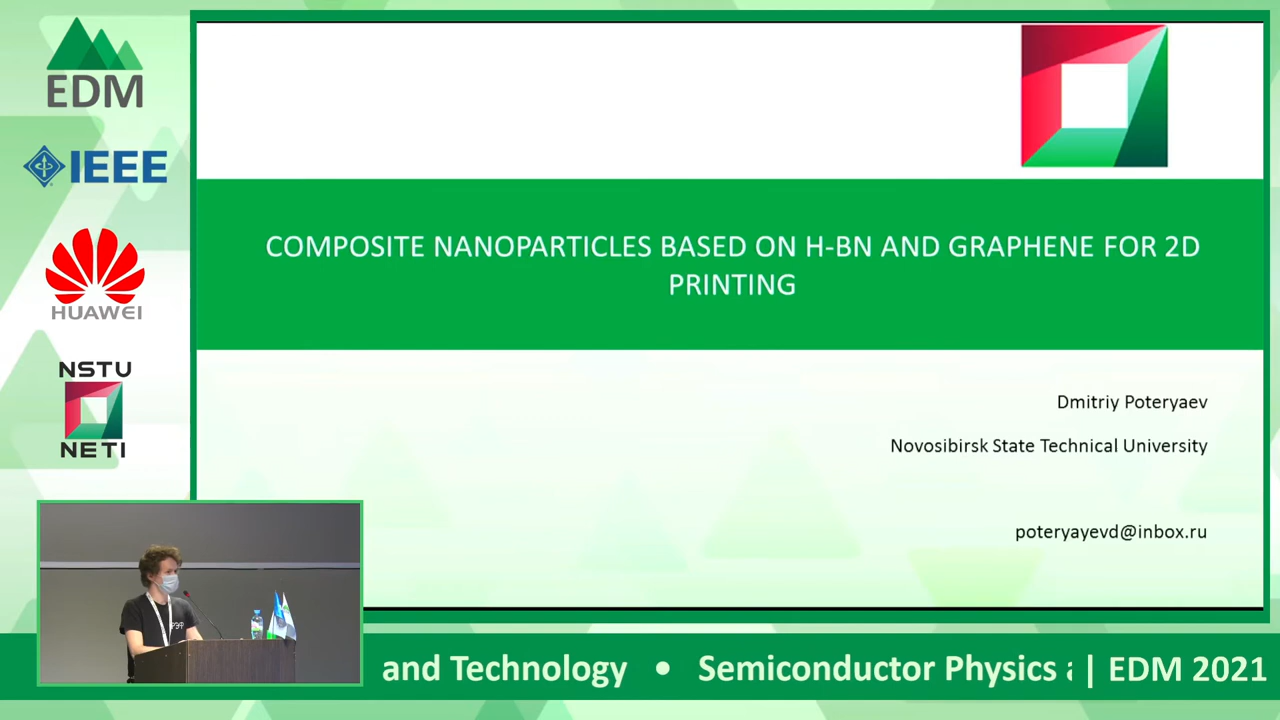 EDM
IEEE
HUAWEI
NSTU
NETI
COMPOSITE NANOPARTICLES BASED ON H-BN AND GRAPHENE FOR 2D
PRINTING
Dmitriy Poteryaev
Novosibirsk State Technical University
poteryayevd@inbox.ru
and Technology • Semiconductor Physics a | EDM 2021